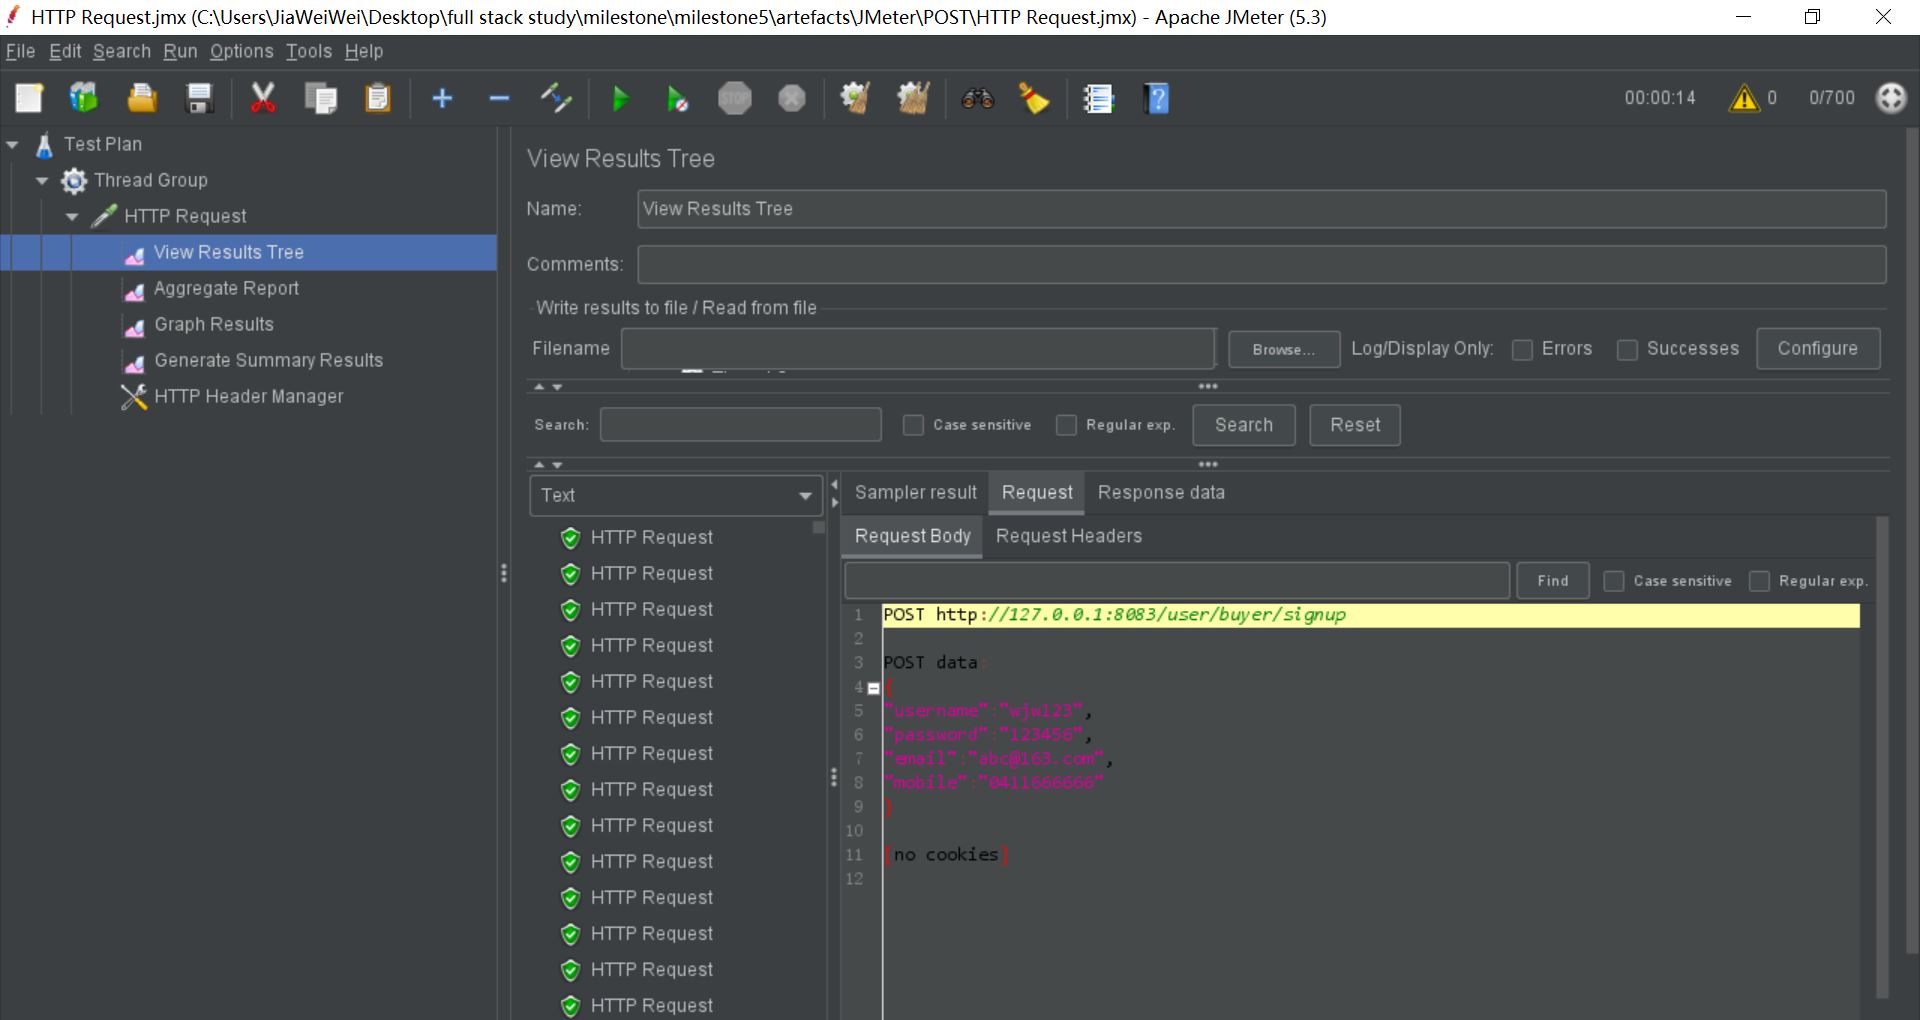 HTTP Request.jmx (C:\Users\JiaWeiWei\Desktop\full stack study\milestone\milestone5\artefacts\JMeter\POST\HTTP Request.jmx) - Apache JMeter (5.3)
File Edit Search Run Options Tools Help
STOP
00:00:14 0 0/700
Test Plan
Thread Group
HTTP Request
View Results Tree
Aggregate Report
Graph Results
Generate Summary Results
HTTP Header Manager
View Results Tree
Name: View Results Tree
Comments:
Write results to file / Read from file
Filename Browse... Log/Display Only: Errors Successes Configure
Search: Case sensitive Regular exp. Search Reset
Text
HTTP Request
HTTP Request
HTTP Request
HTTP Request
HTTP Request
HTTP Request
HTTP Request
HTTP Request
HTTP Request
HTTP Request
HTTP Request
HTTP Request
HTTP Request
HTTP Request
Sampler result Request Response data
Request Body Request Headers
Find Case sensitive Regular exp.
1 POST http://127.0.0.1:8083/user/buyer/signup
2
3 POST data:
4 {
5 "username":"wjw123",
6 "password":"123456",
7 "email":"abc@163.com",
8 "mobile":"0411666666"
9 }
10
11 [no cookies]
12